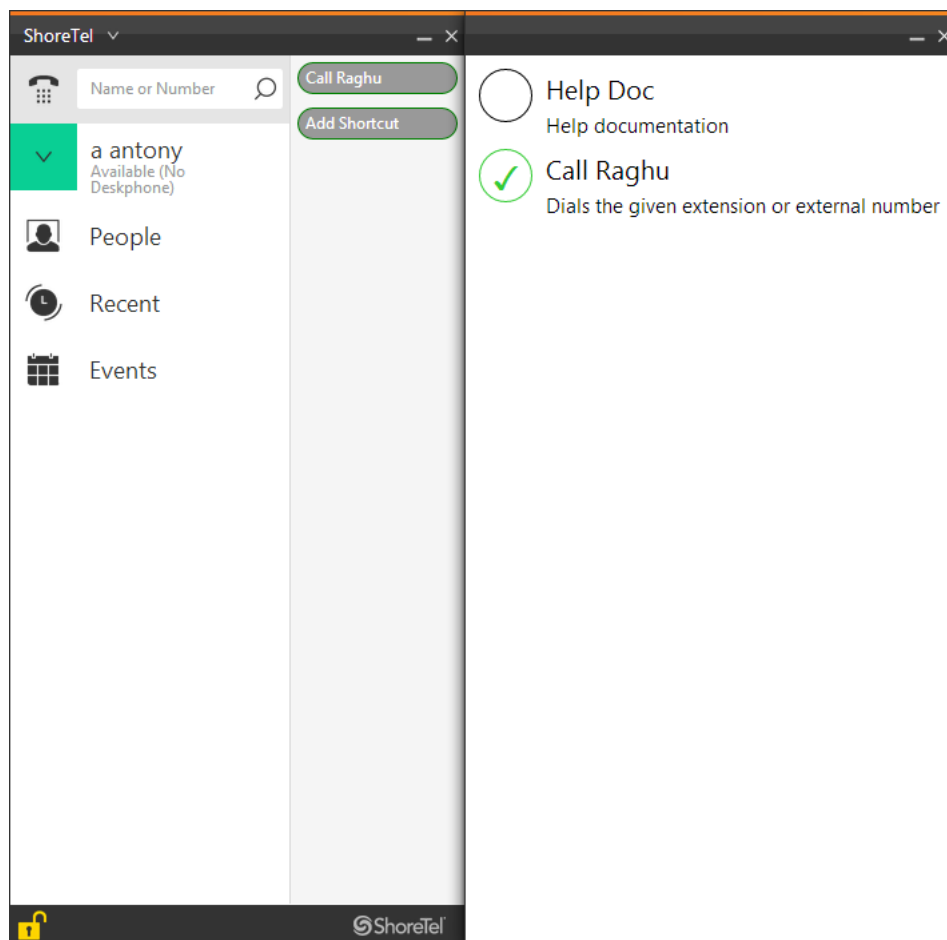 ShoreTel
Name or Number
a antony
Available (No
Deskphone)
People
Recent
Events
Call Raghu
Add Shortcut
ShoreTel
Help Doc
Help documentation
Call Raghu
Dials the given extension or external number